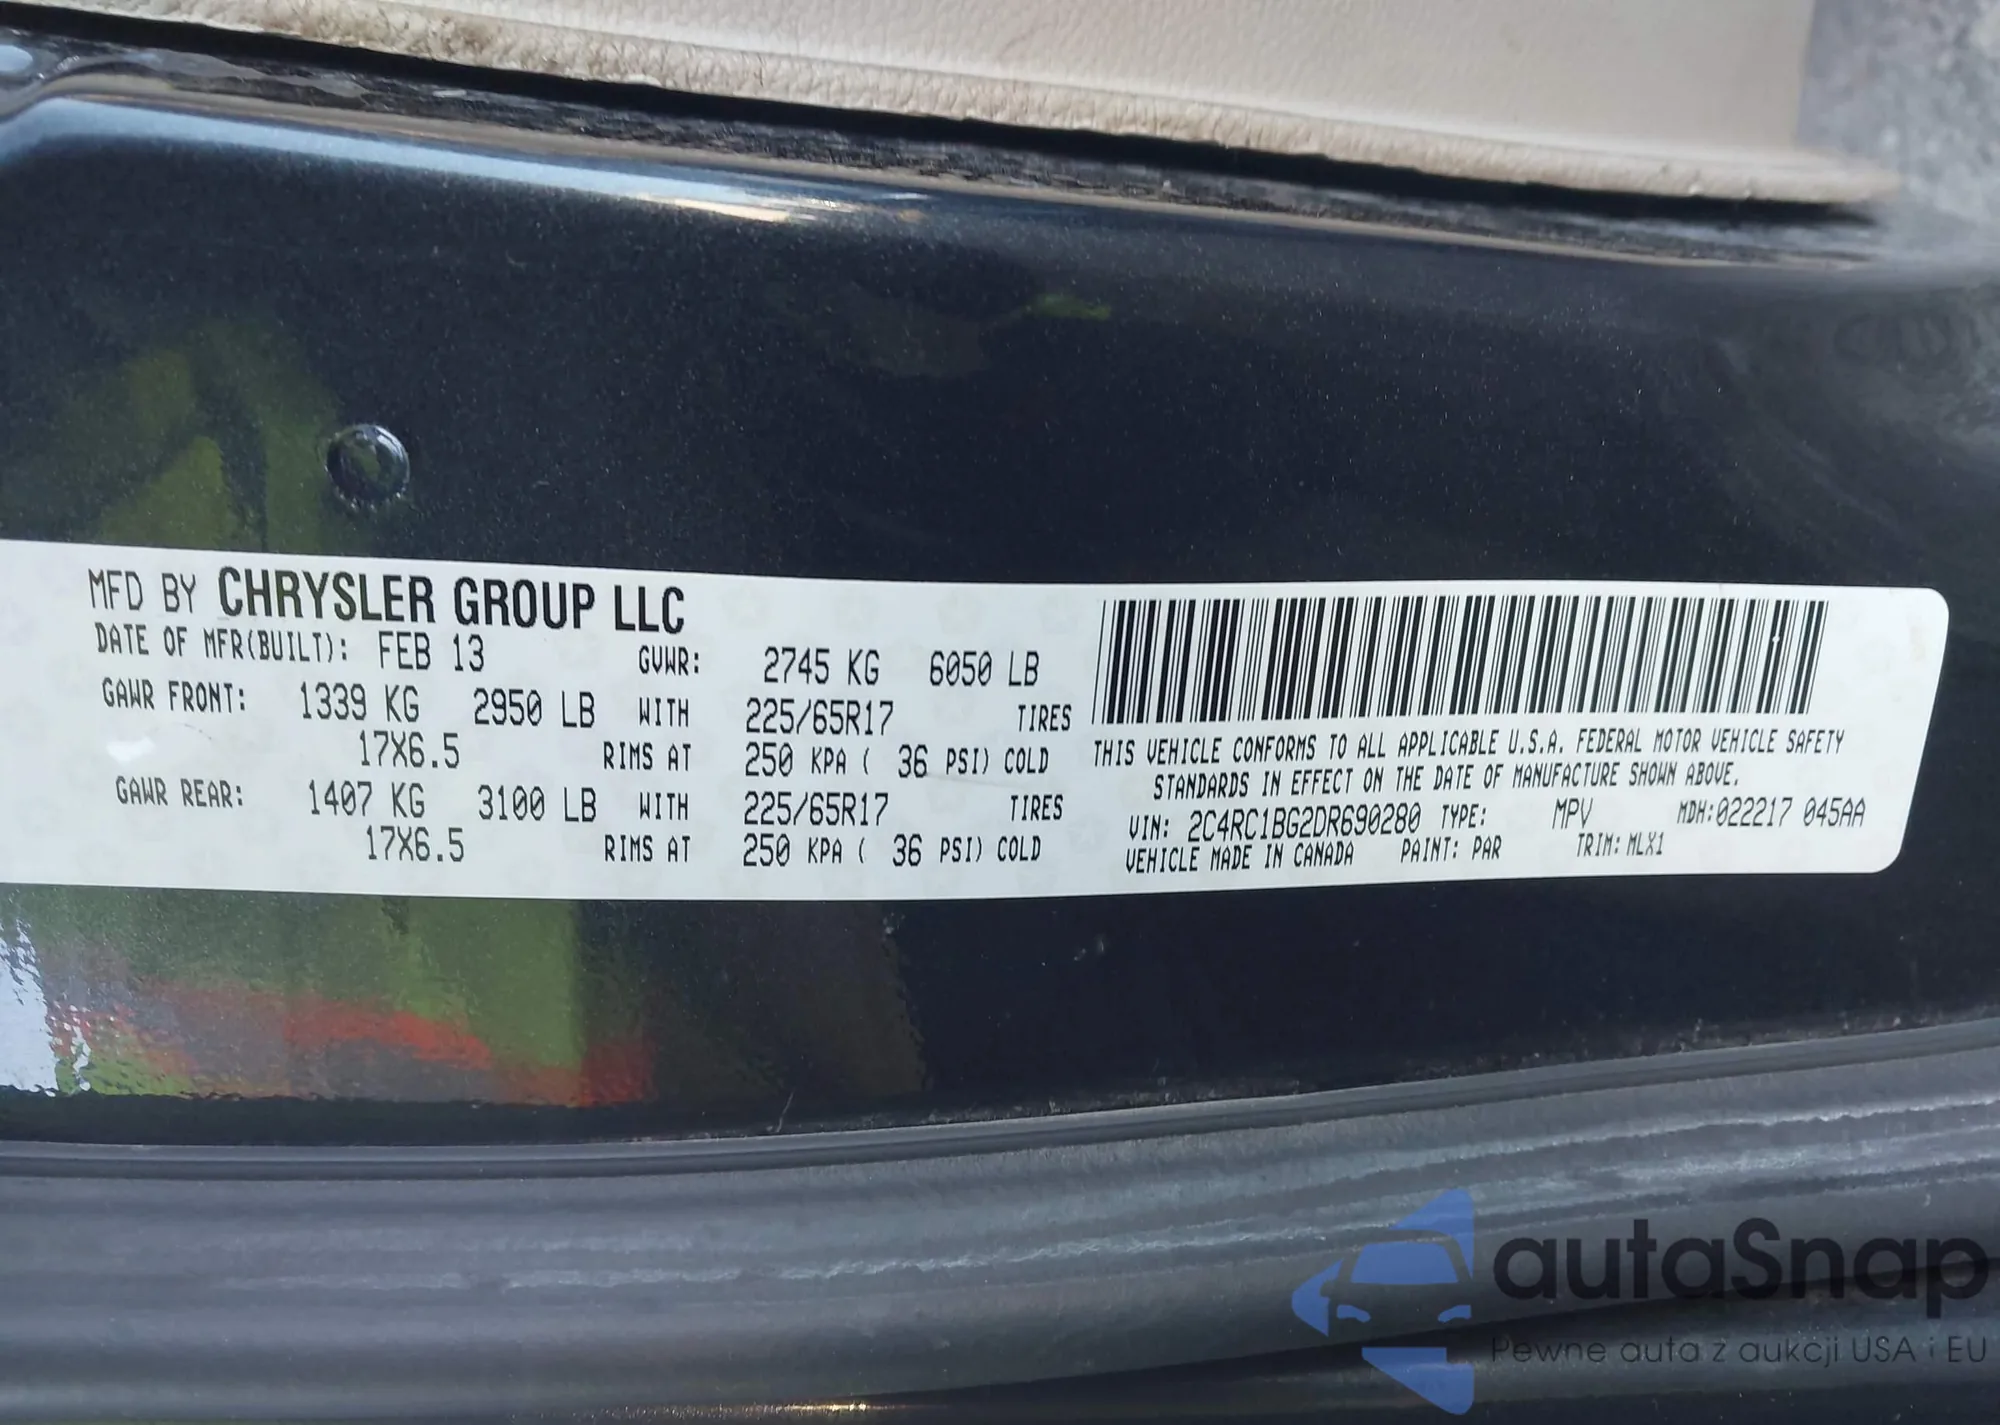 MFD BY CHRYSLER GROUP LLC
DATE OF MFR(BUILT): FEB 13 GVWR: 2745 KG 6050 LB
GAWR FRONT: 1339 KG 2950 LB WITH 225/65R17 TIRES
17X6.5 RIMS AT 250 KPA ( 36 PSI) COLD
GAWR REAR: 1407 KG 3100 LB WITH 225/65R17 TIRES
17X6.5 RIMS AT 250 KPA ( 36 PSI) COLD
THIS VEHICLE CONFORMS TO ALL APPLICABLE U.S.A. FEDERAL MOTOR VEHICLE SAFETY
STANDARDS IN EFFECT ON THE DATE OF MANUFACTURE SHOWN ABOVE.
VIN: 2C4RC1BG2DR690280 TYPE: MPV MDH:022217 045AA
VEHICLE MADE IN CANADA PAINT: PAR TRIM: MLX1
autaSnap
Pewne auta z aukcji USA i EU